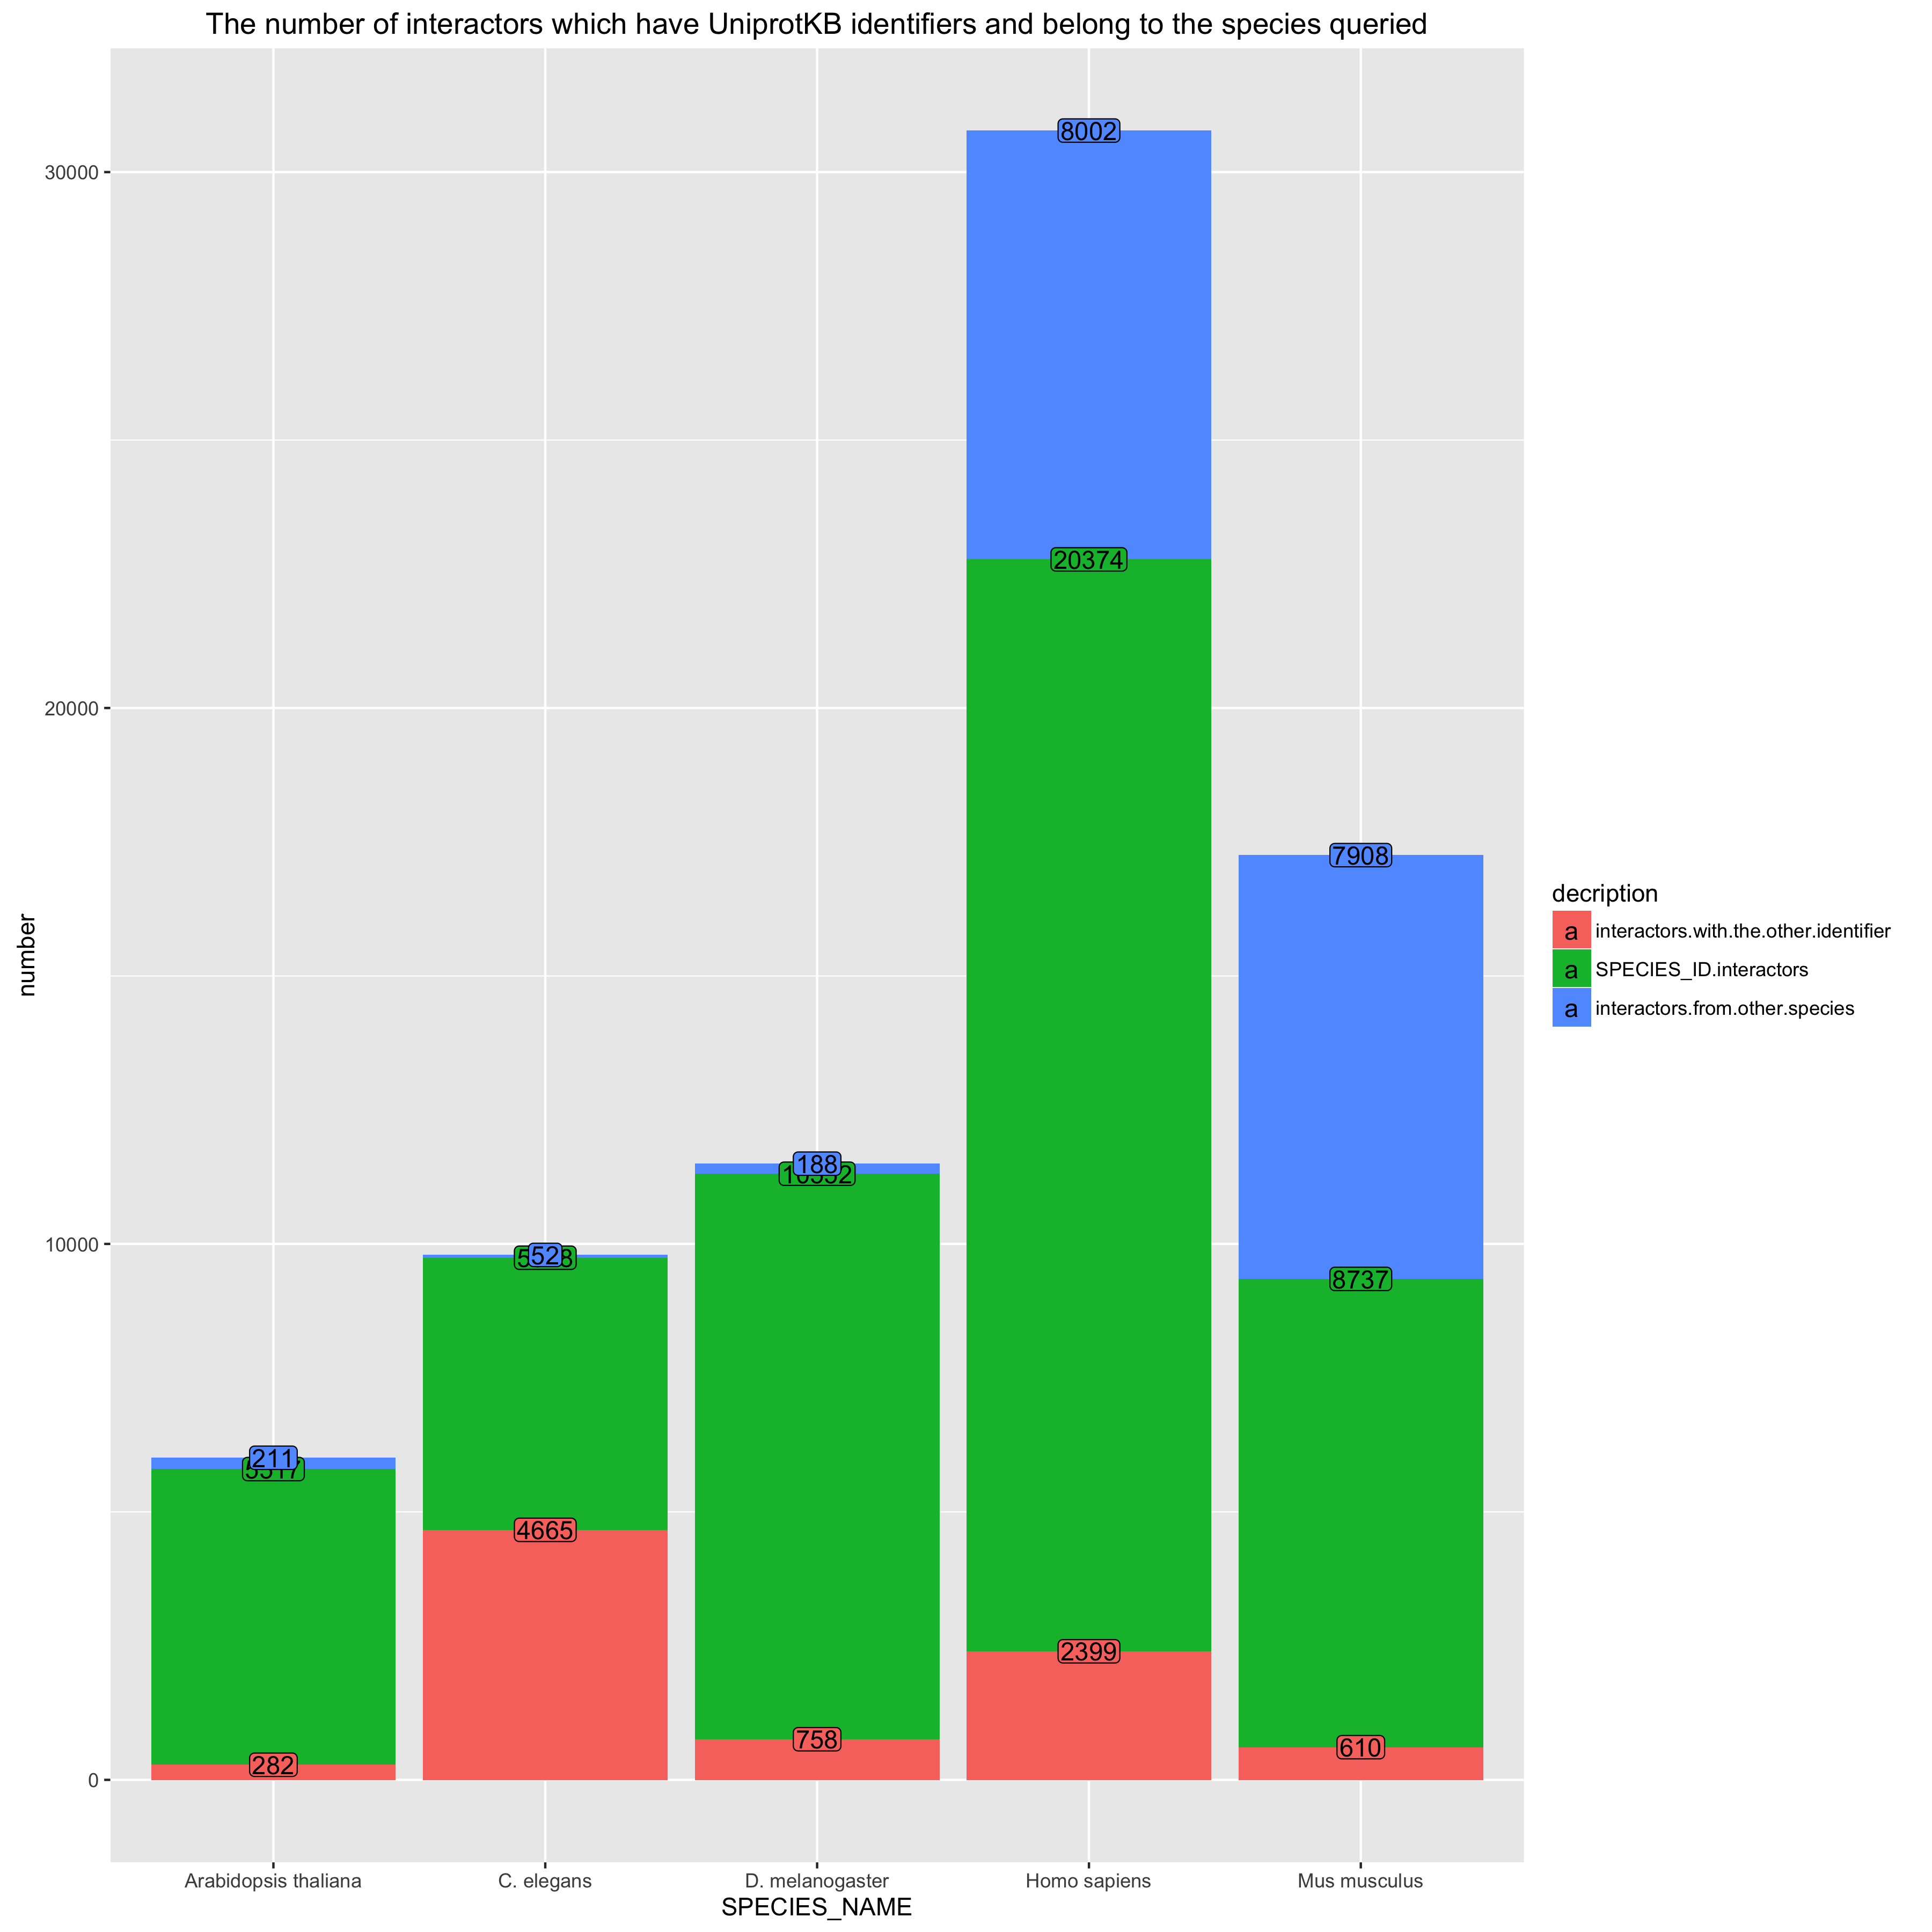 The number of interactors which have UniprotKB identifiers and belong to the species queried
number
30000
20000
10000
0
8002
20374
2399
7908
8737
610
188
758
52
4665
211
282
Arabidopsis thaliana
C. elegans
D. melanogaster
Homo sapiens
Mus musculus
SPECIES_NAME
decription
a interactors.with.the.other.identifier
a SPECIES_ID.interactors
a interactors.from.other.species